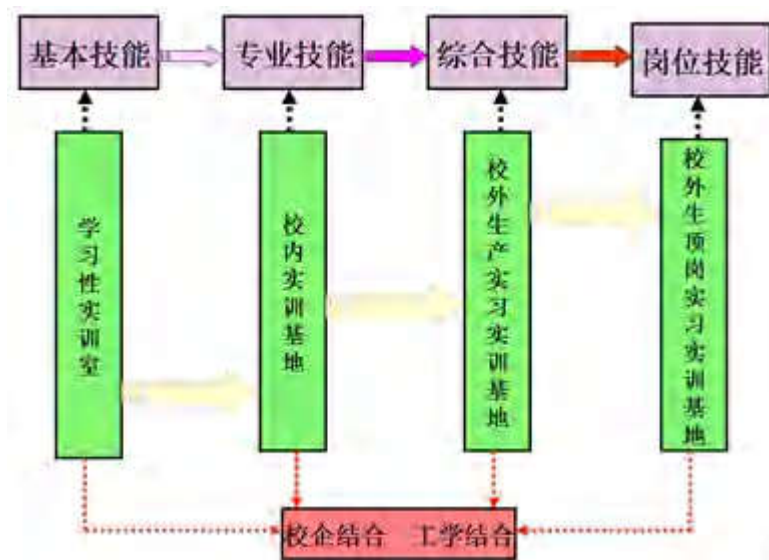 基本技能
专业技能
综合技能
岗位技能
学习性实训室
校内实训基地
校外生产实习实训基地
校外生顶岗实习实训基地
校企结合 工学结合